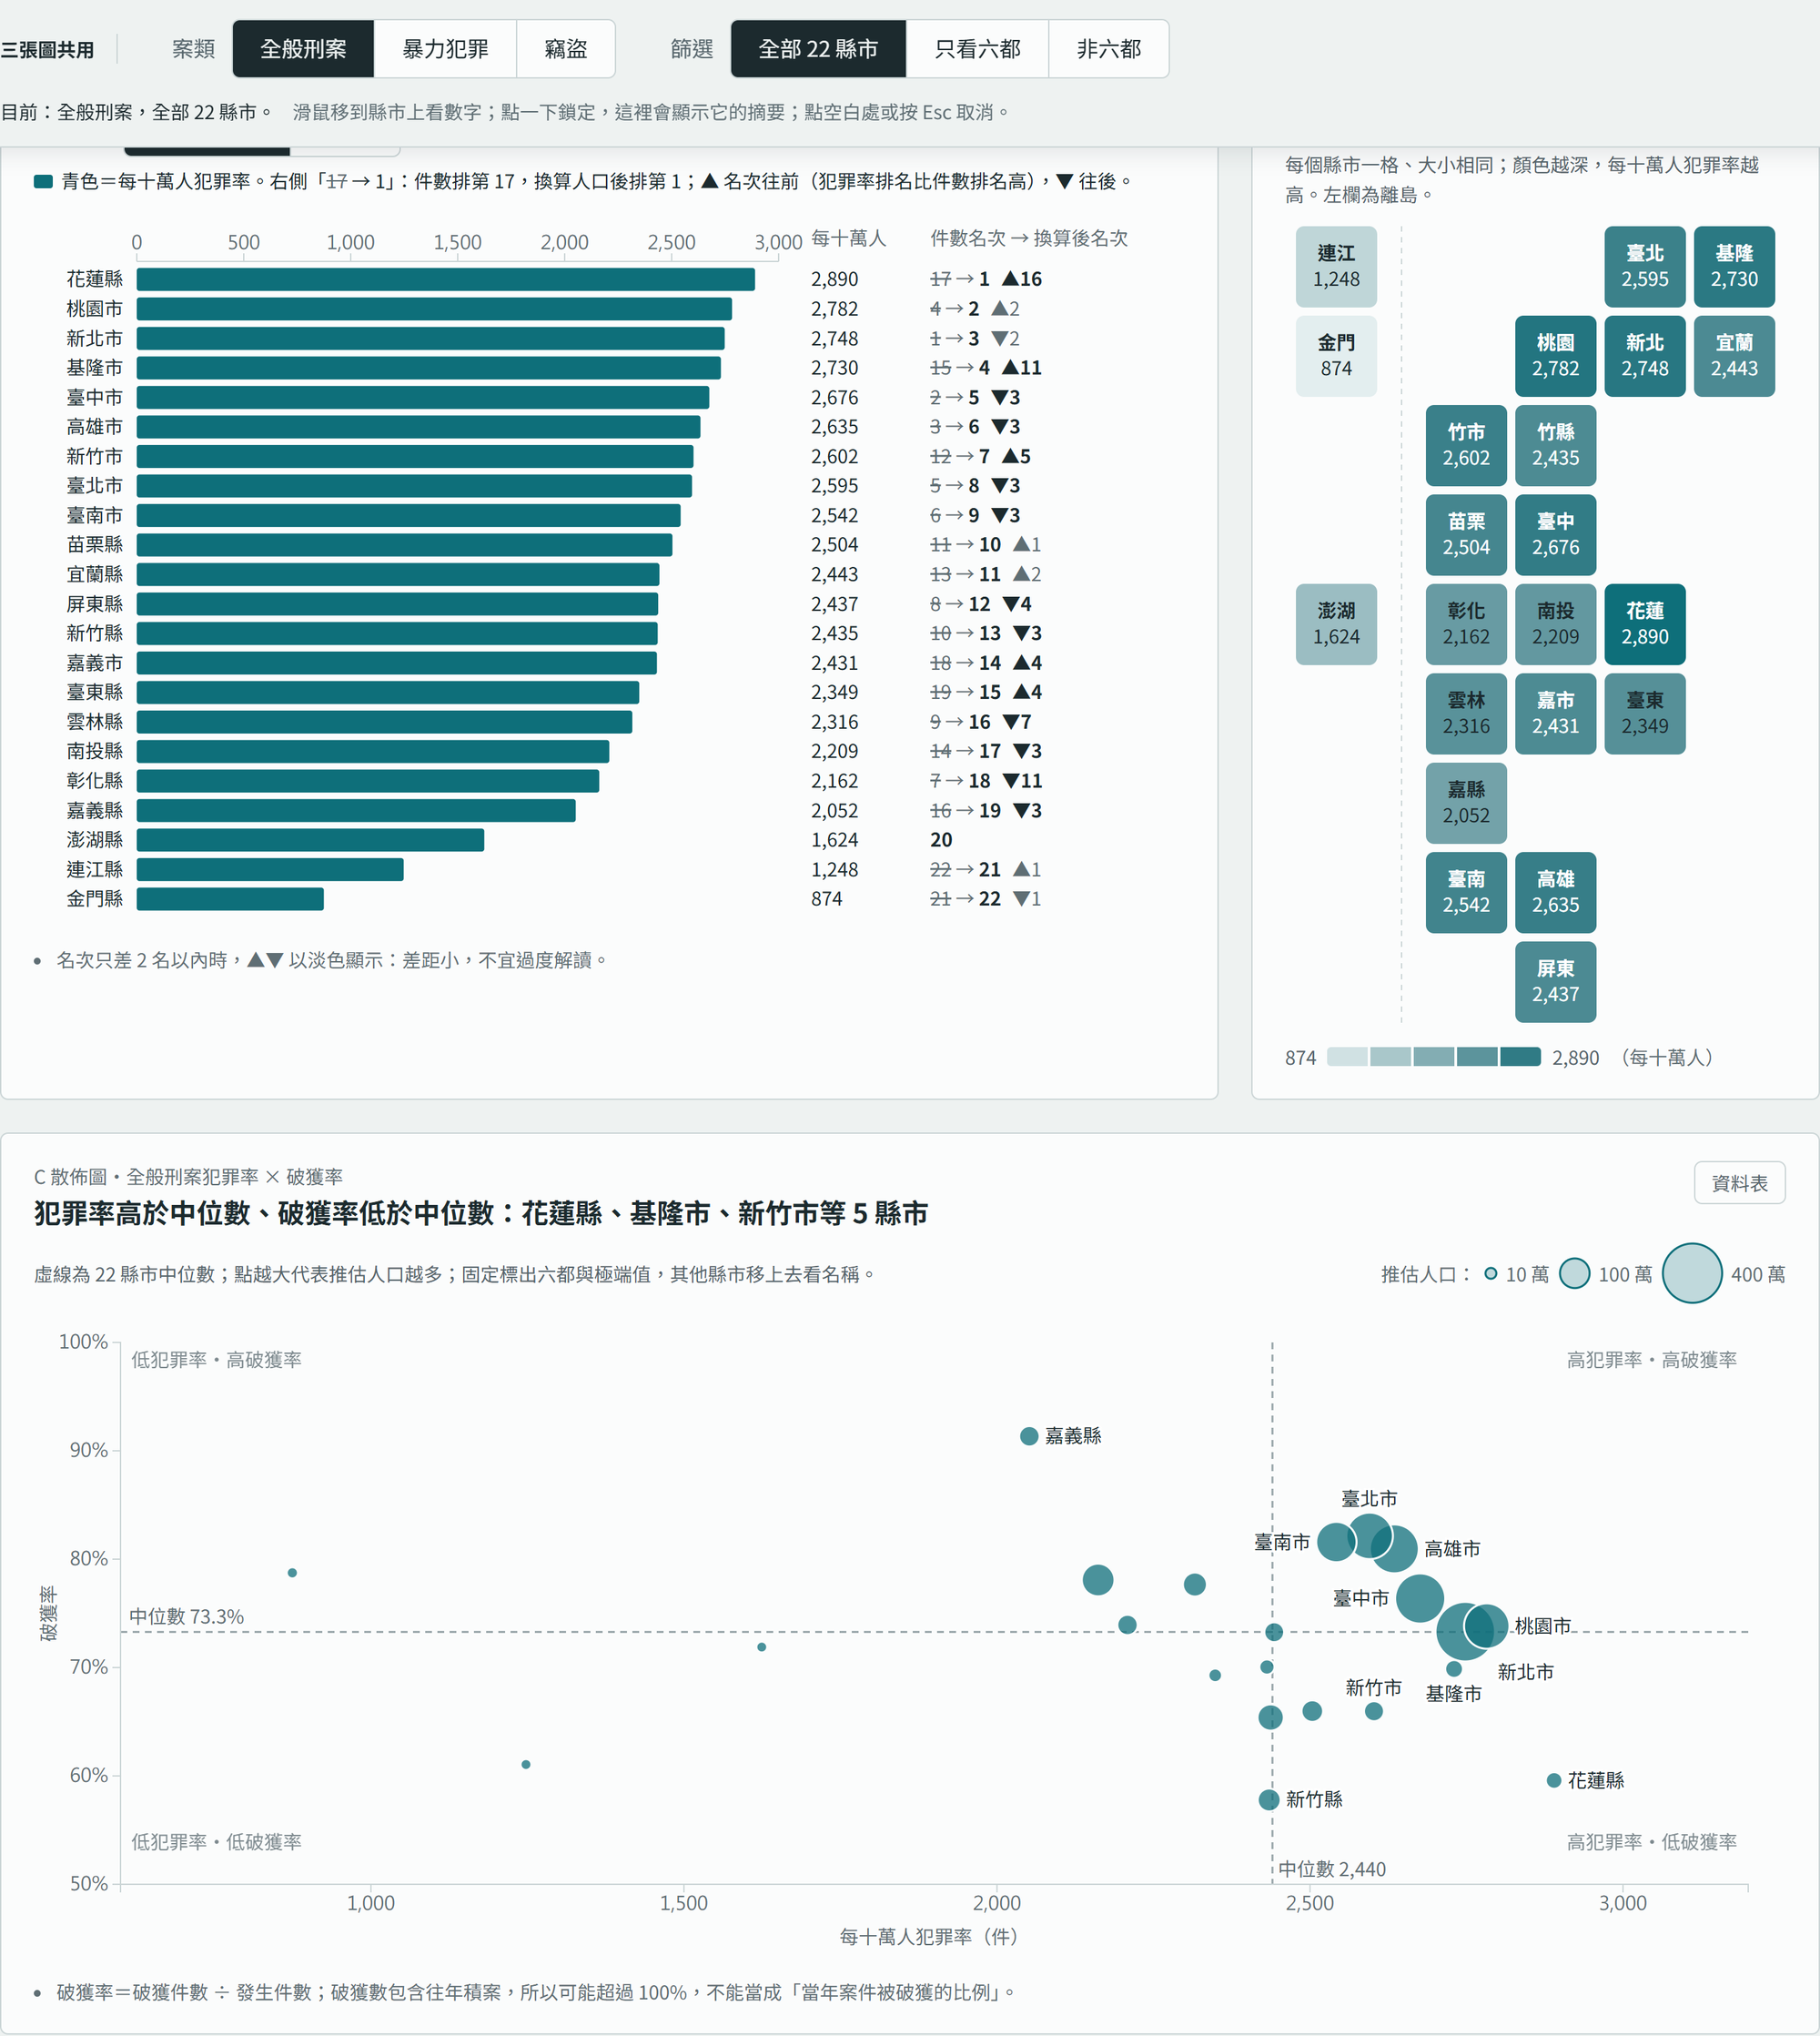 三張圖共用 案類 全般刑案 暴力犯罪 竊盜 篩選 全部 22 縣市 只看六都 非六都
目前：全般刑案，全部 22 縣市。 滑鼠移到縣市上看數字；點一下鎖定，這裡會顯示它的摘要；點空白處或按 Esc 取消。
青色＝每十萬人犯罪率。右側「17 → 1」：件數排第 17，換算人口後排第 1；▲ 名次往前（犯罪率排名比件數排名高），▼ 往後。
0 500 1,000 1,500 2,000 2,500 3,000 每十萬人 件數名次 → 換算後名次
花蓮縣 2,890 17 → 1 ▲16
桃園市 2,782 4 → 2 ▲2
新北市 2,748 1 → 3 ▼2
基隆市 2,730 15 → 4 ▲11
臺中市 2,676 2 → 5 ▼3
高雄市 2,635 3 → 6 ▼3
新竹市 2,602 12 → 7 ▲5
臺北市 2,595 5 → 8 ▼3
臺南市 2,542 6 → 9 ▼3
苗栗縣 2,504 11 → 10 ▲1
宜蘭縣 2,443 13 → 11 ▲2
屏東縣 2,437 8 → 12 ▼4
新竹縣 2,435 10 → 13 ▼3
嘉義市 2,431 18 → 14 ▲4
臺東縣 2,349 19 → 15 ▲4
雲林縣 2,316 9 → 16 ▼7
南投縣 2,209 14 → 17 ▼3
彰化縣 2,162 7 → 18 ▼11
嘉義縣 2,052 16 → 19 ▼3
澎湖縣 1,624 20
連江縣 1,248 22 → 21 ▲1
金門縣 874 21 → 22 ▼1
• 名次只差 2 名以內時，▲▼ 以淡色顯示：差距小，不宜過度解讀。
每個縣市一格、大小相同；顏色越深，每十萬人犯罪率越
高。左欄為離島。
連江 臺北 基隆
1,248 2,595 2,730
金門 桃園 新北 宜蘭
874 2,782 2,748 2,443
竹市 竹縣
2,602 2,435
苗栗 臺中
2,504 2,676
澎湖 彰化 南投 花蓮
1,624 2,162 2,209 2,890
雲林 嘉市 臺東
2,316 2,431 2,349
嘉縣
2,052
臺南 高雄
2,542 2,635
屏東
2,437
874 2,890 （每十萬人）
C 散佈圖・全般刑案犯罪率 × 破獲率
資料表
犯罪率高於中位數、破獲率低於中位數：花蓮縣、基隆市、新竹市等 5 縣市
虛線為 22 縣市中位數；點越大代表推估人口越多；固定標出六都與極端值，其他縣市移上去看名稱。
推估人口： 10 萬 100 萬 400 萬
100%
低犯罪率・高破獲率 高犯罪率・高破獲率
90%
嘉義縣
臺北市
臺南市 高雄市
80%
臺中市
破獲率
中位數 73.3%
桃園市
70%
新北市
新竹市 基隆市
60%
花蓮縣
新竹縣
低犯罪率・低破獲率 高犯罪率・低破獲率
中位數 2,440
50%
1,000 1,500 2,000 2,500 3,000
每十萬人犯罪率（件）
• 破獲率＝破獲件數 ÷ 發生件數；破獲數包含往年積案，所以可能超過 100%，不能當成「當年案件被破獲的比例」。